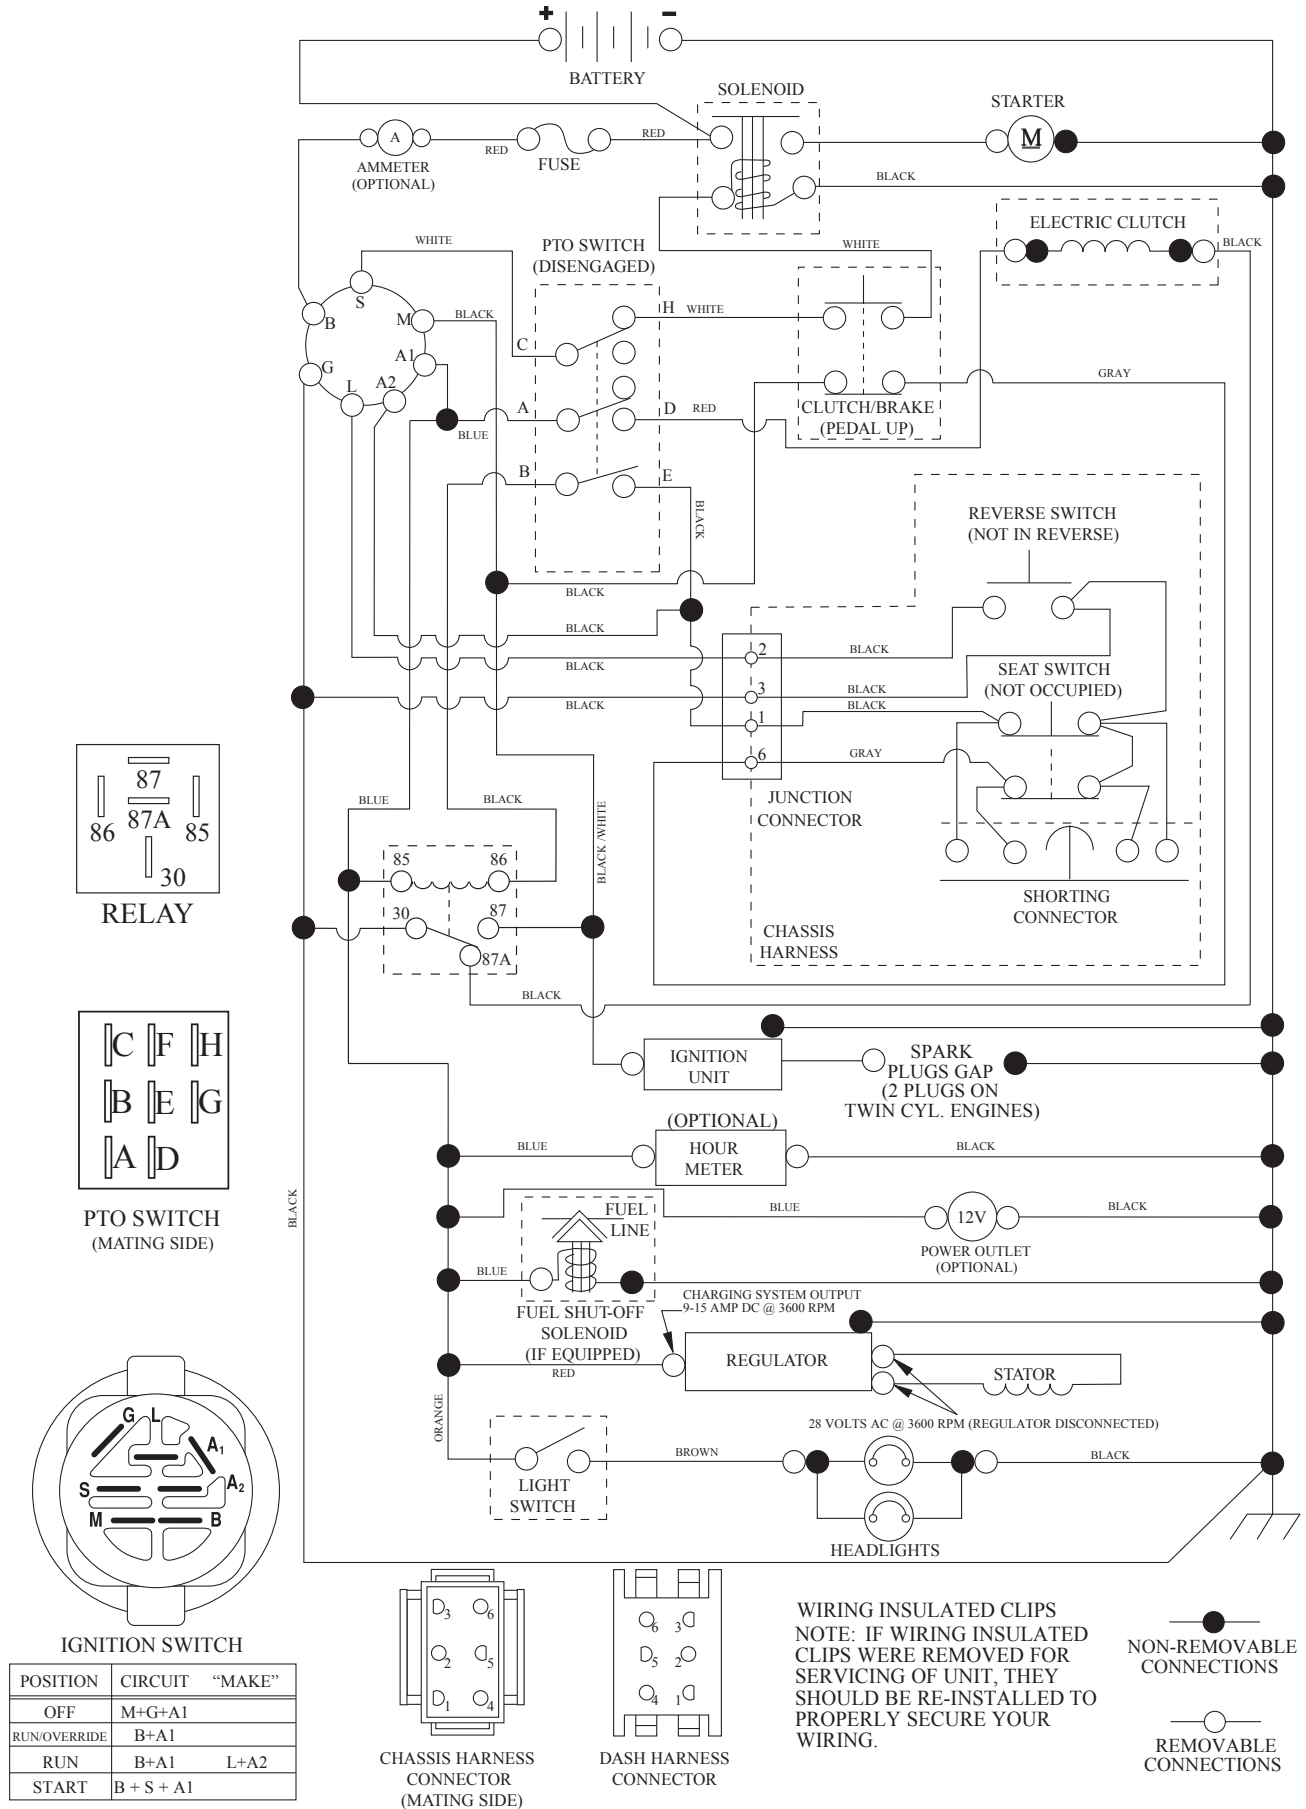 +
−
BATTERY
SOLENOID
STARTER
A
RED
FUSE
RED
M
AMMETER
(OPTIONAL)
BLACK
ELECTRIC CLUTCH
WHITE
PTO SWITCH
(DISENGAGED)
WHITE
BLACK
S
B
M
BLACK
H
WHITE
C
G
A1
L
A2
GRAY
CLUTCH/BRAKE
(PEDAL UP)
A
D
RED
BLUE
B
E
BLACK
REVERSE SWITCH
(NOT IN REVERSE)
BLACK
BLACK
BLACK
2
BLACK
SEAT SWITCH
(NOT OCCUPIED)
BLACK
3
BLACK
1
BLACK
6
GRAY
JUNCTION
CONNECTOR
87
87A
86
85
30
RELAY
BLUE
BLACK
BLACK /WHITE
85
86
30
87
87A
SHORTING
CONNECTOR
CHASSIS
HARNESS
BLACK
C
F
H
B
E
G
A
D
PTO SWITCH
(MATING SIDE)
BLACK
IGNITION
UNIT
SPARK
PLUGS GAP
(2 PLUGS ON
TWIN CYL. ENGINES)
(OPTIONAL)
BLUE
HOUR
METER
BLACK
FUEL
LINE
BLUE
12V
BLACK
POWER OUTLET
(OPTIONAL)
BLUE
FUEL SHUT-OFF
SOLENOID
(IF EQUIPPED)
CHARGING SYSTEM OUTPUT
9-15 AMP DC @ 3600 RPM
RED
REGULATOR
STATOR
28 VOLTS AC @ 3600 RPM (REGULATOR DISCONNECTED)
ORANGE
LIGHT
SWITCH
BROWN
BLACK
HEADLIGHTS
G
L
A1
S
A2
M
B
IGNITION SWITCH
POSITION CIRCUIT “MAKE”
OFF M+G+A1
RUN/OVERRIDE B+A1
RUN B+A1 L+A2
START B + S + A1
3
6
2
5
1
4
CHASSIS HARNESS
CONNECTOR
(MATING SIDE)
6
3
5
2
4
1
DASH HARNESS
CONNECTOR
WIRING INSULATED CLIPS
NOTE: IF WIRING INSULATED
CLIPS WERE REMOVED FOR
SERVICING OF UNIT, THEY
SHOULD BE RE-INSTALLED TO
PROPERLY SECURE YOUR
WIRING.
NON-REMOVABLE
CONNECTIONS
REMOVABLE
CONNECTIONS